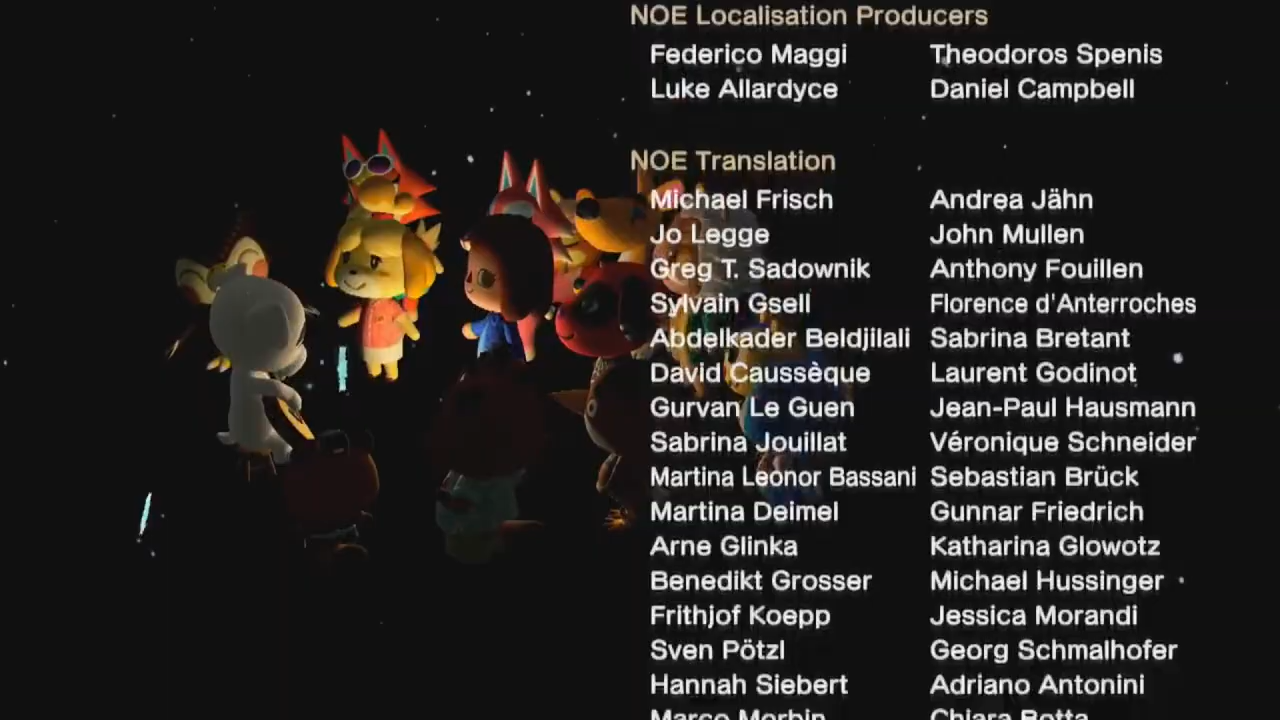 NOE Localisation Producers
Federico Maggi Theodoros Spenis
Luke Allardyce Daniel Campbell
NOE Translation
Michael Frisch Andrea Jähn
Jo Legge John Mullen
Greg T. Sadownik Anthony Fouillen
Sylvain Gsell Florence d'Anterroches
Abdelkader Beldjilali Sabrina Bretant
David Caussèque Laurent Godinot
Gurvan Le Guen Jean-Paul Hausmann
Sabrina Jouillat Véronique Schneider
Martina Leonor Bassani Sebastian Brück
Martina Deimel Gunnar Friedrich
Arne Glinka Katharina Glowotz
Benedikt Grosser Michael Hussinger
Frithjof Koepp Jessica Morandi
Sven Pötzl Georg Schmalhofer
Hannah Siebert Adriano Antonini
Marco Morbin Chiara Botta